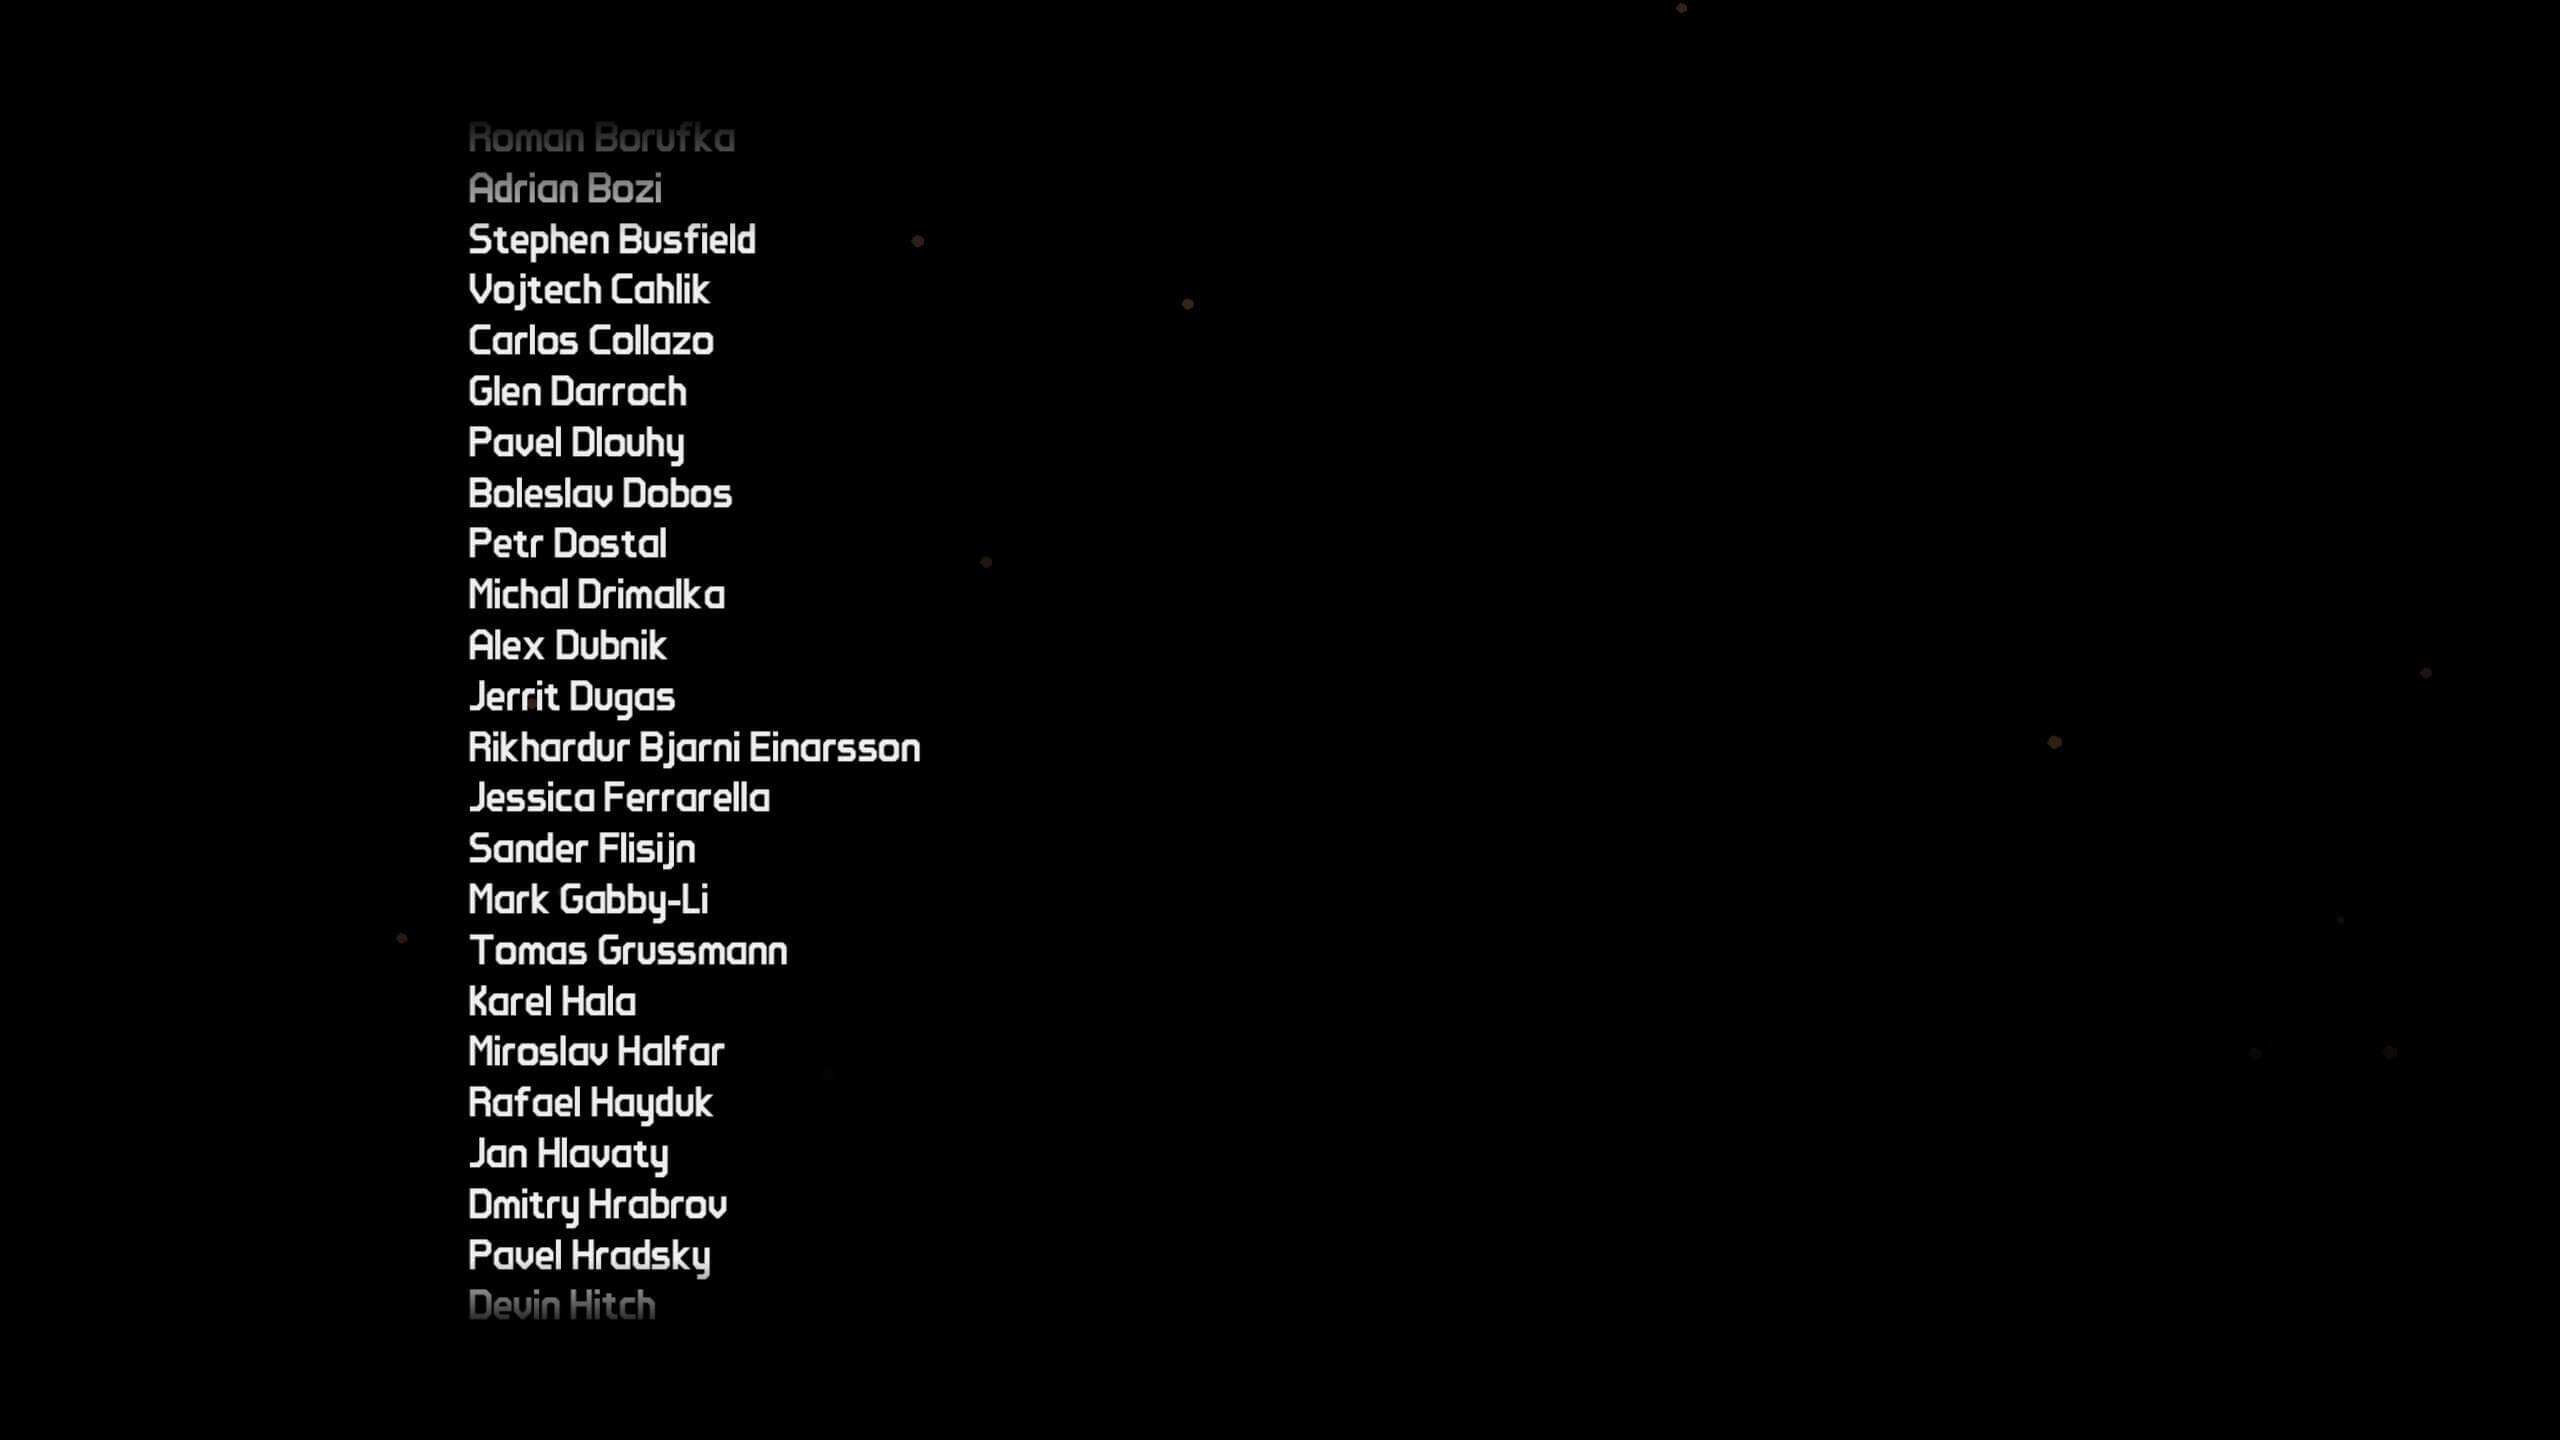 Roman Borufka
Adrian Bozi
Stephen Busfield
Vojtech Cahlik
Carlos Collazo
Glen Darroch
Pavel Dlouhy
Boleslav Dobos
Petr Dostal
Michal Drimalka
Alex Dubnik
Jerrit Dugas
Rikhardur Bjarni Einarsson
Jessica Ferrarella
Sander Flisijn
Mark Gabby-Li
Tomas Grussmann
Karel Hala
Miroslav Halfar
Rafael Hayduk
Jan Hlavaty
Dmitry Hrabrov
Pavel Hradsky
Devin Hitch